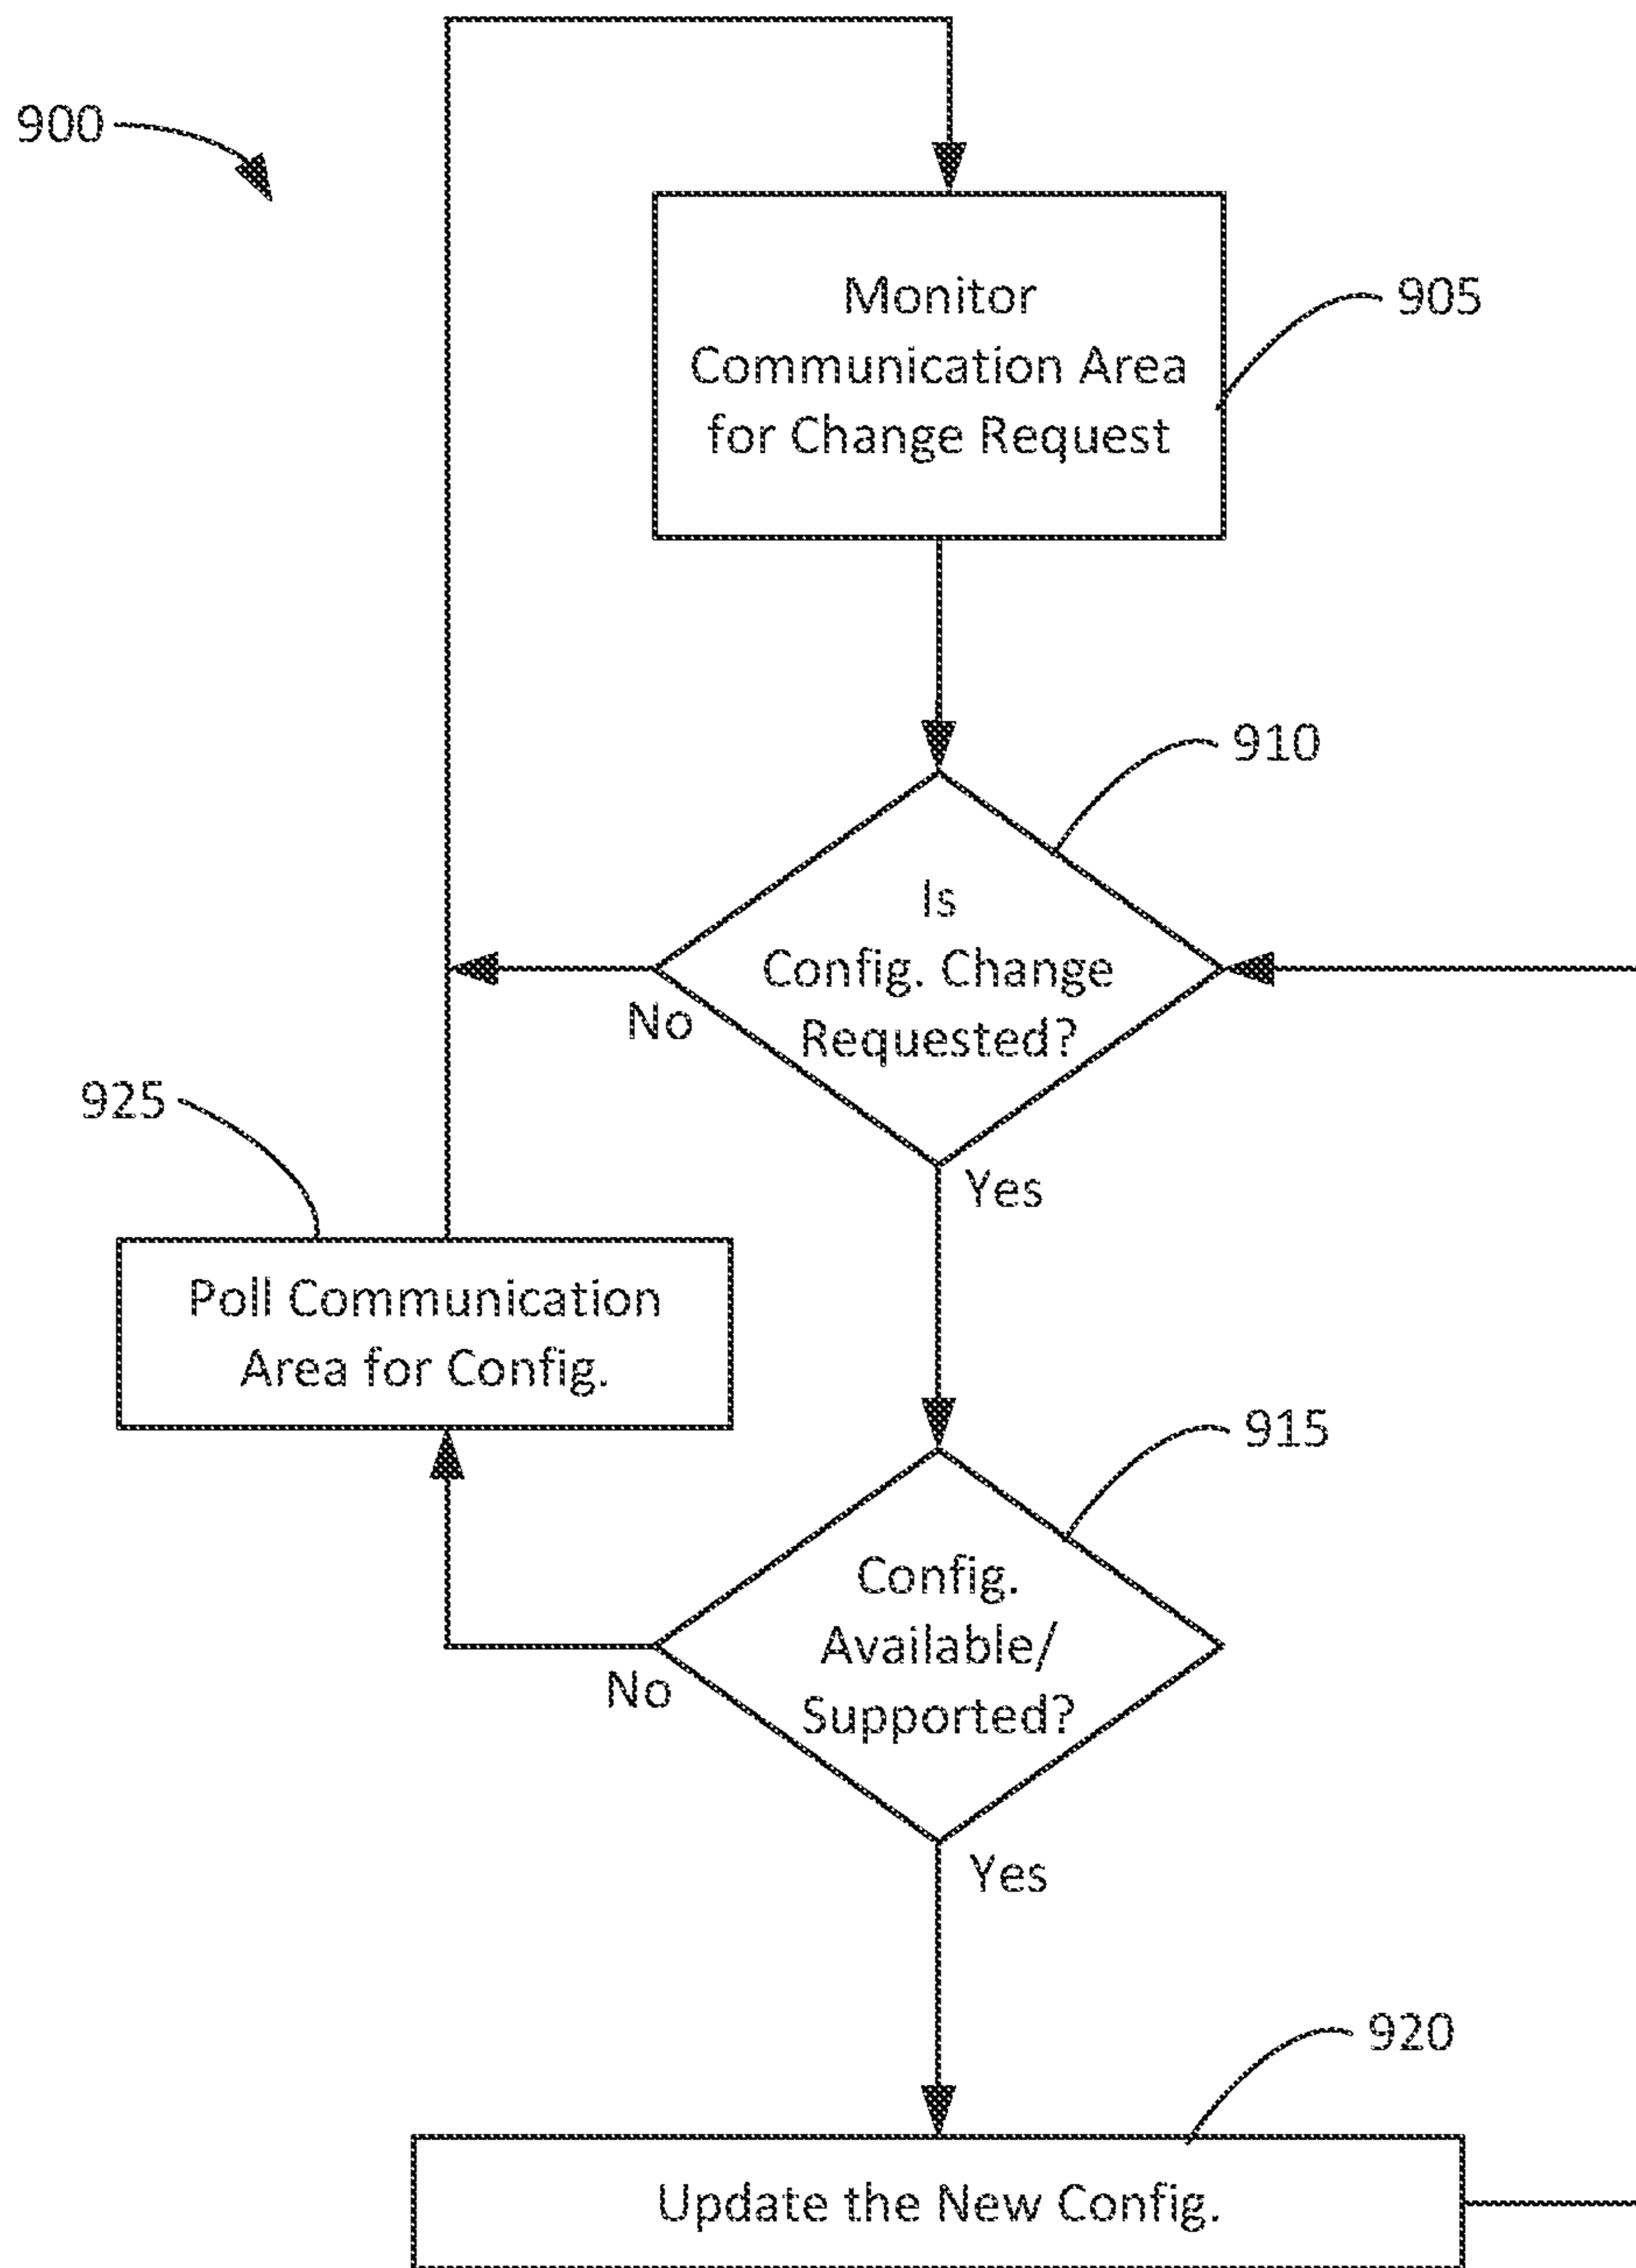 900
Monitor
Communication Area
for Change Request
905
910
Is
Config. Change
Requested?
No
Yes
925
Poll Communication
Area for Config.
915
Config.
Available/
Supported?
No
Yes
920
Update the New Config.